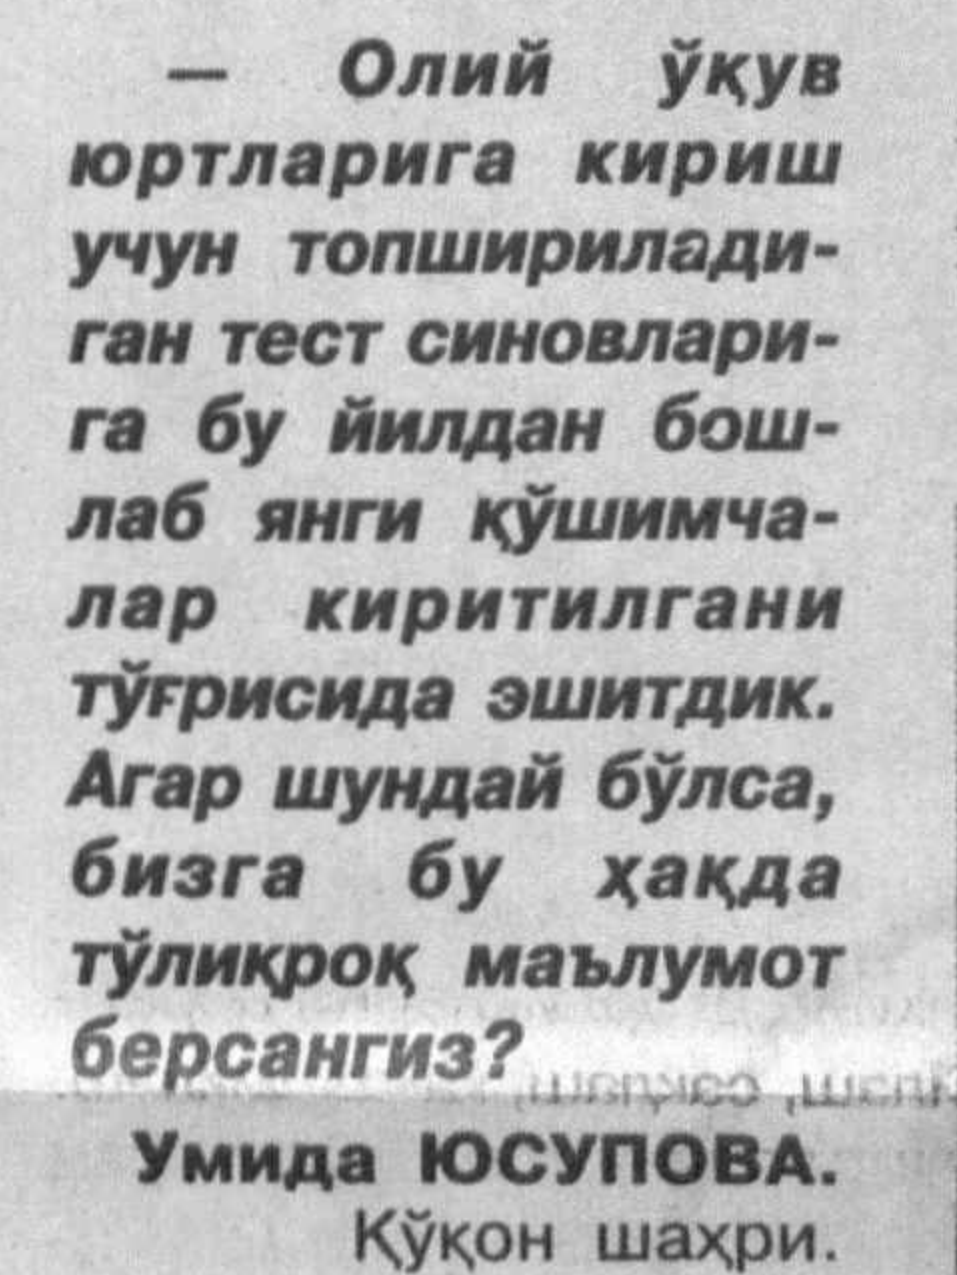 — Олий ўқув
юртларига кириш
учун топширилади-
ган тест синовлари-
га бу йилдан бош-
лаб янги қўшимча-
лар киритилгани
тўғрисида эшитдик.
Агар шундай бўлса,
бизга бу ҳақда
тўлиқроқ маълумот
берсангиз?
Умида ЮСУПОВА.
Қўқон шаҳри.